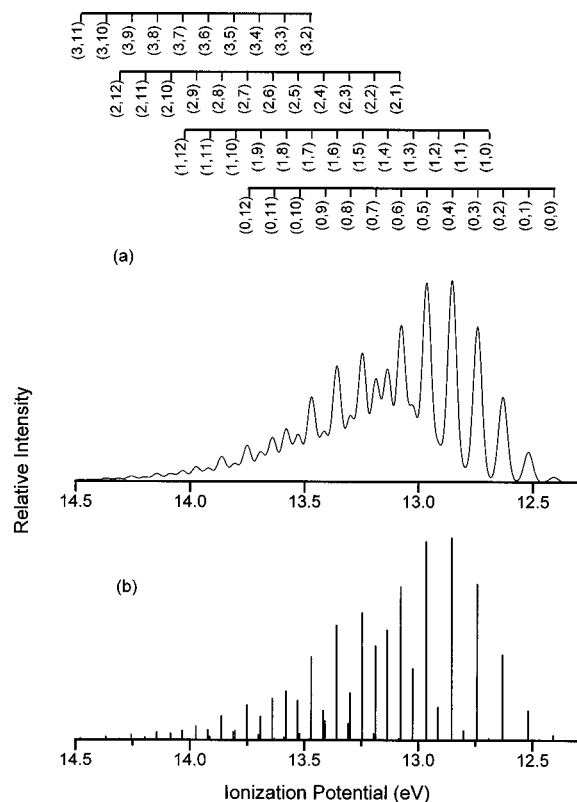 (3,11) (3,10) (3,9) (3,8) (3,7) (3,6) (3,5) (3,4) (3,3) (3,2)
(2,12) (2,11) (2,10) (2,9) (2,8) (2,7) (2,6) (2,5) (2,4) (2,3) (2,2) (2,1)
(1,12) (1,11) (1,10) (1,9) (1,8) (1,7) (1,6) (1,5) (1,4) (1,3) (1,2) (1,1) (1,0)
(0,12) (0,11) (0,10) (0,9) (0,8) (0,7) (0,6) (0,5) (0,4) (0,3) (0,2) (0,1) (0,0)
(a)
Relative Intensity
14.5 14.0 13.5 13.0 12.5
(b)
14.5 14.0 13.5 13.0 12.5
Ionization Potential (eV)